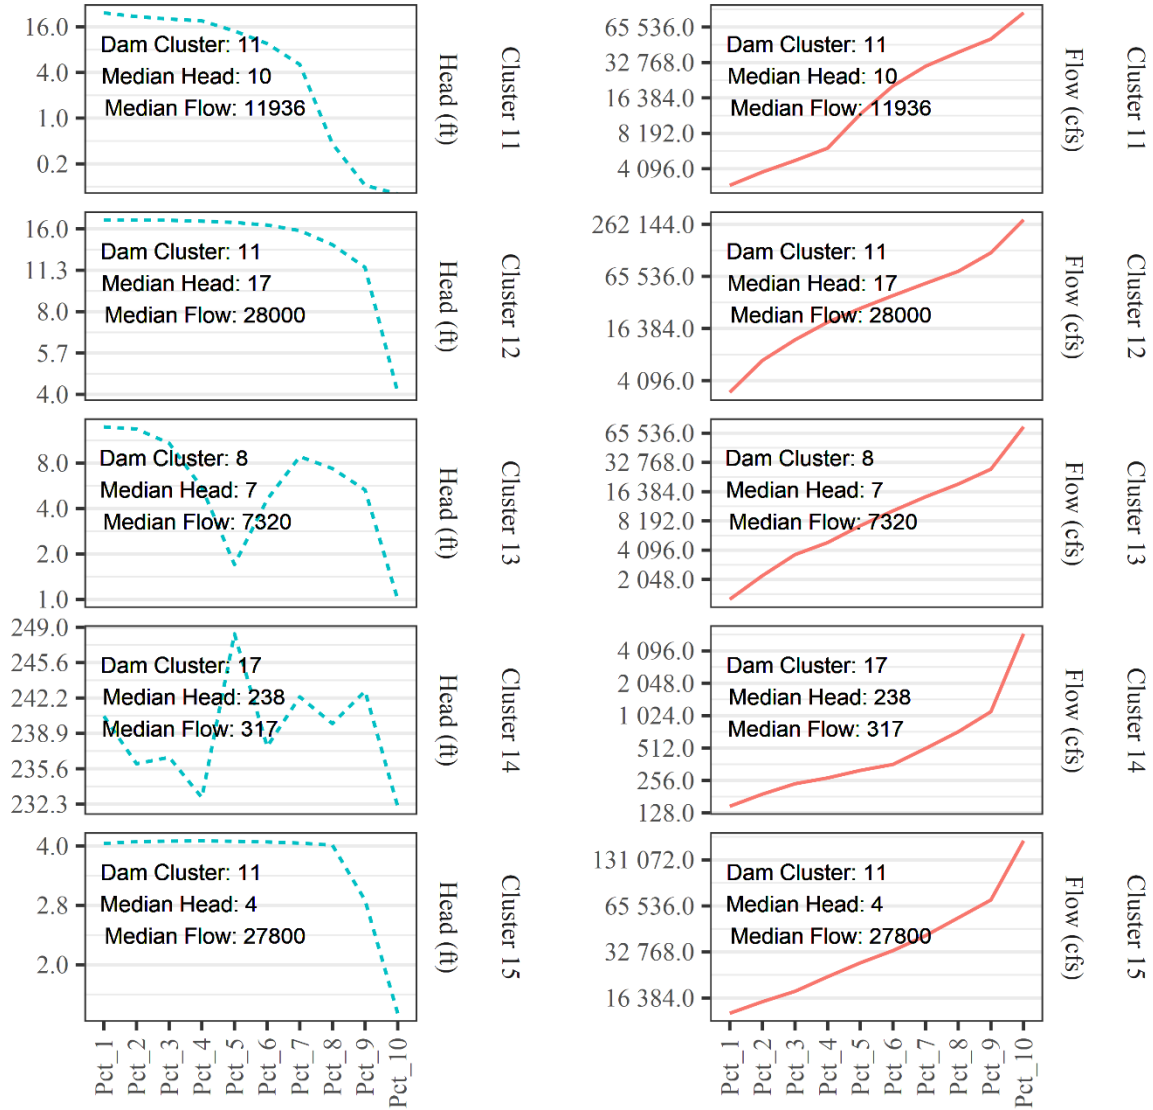 16.0
4.0
1.0
0.2
Dam Cluster: 11
Median Head: 10
Median Flow: 11936
Head (ft)
Cluster 11
65 536.0
32 768.0
16 384.0
8 192.0
4 096.0
Dam Cluster: 11
Median Head: 10
Median Flow: 11936
Flow (cfs)
Cluster 11
16.0
11.3
8.0
5.7
4.0
Dam Cluster: 11
Median Head: 17
Median Flow: 28000
Head (ft)
Cluster 12
262 144.0
65 536.0
16 384.0
4 096.0
Dam Cluster: 11
Median Head: 17
Median Flow: 28000
Flow (cfs)
Cluster 12
8.0
4.0
2.0
1.0
Dam Cluster: 8
Median Head: 7
Median Flow: 7320
Head (ft)
Cluster 13
65 536.0
32 768.0
16 384.0
8 192.0
4 096.0
2 048.0
Dam Cluster: 8
Median Head: 7
Median Flow: 7320
Flow (cfs)
Cluster 13
249.0
245.6
242.2
238.9
235.6
232.3
Dam Cluster: 17
Median Head: 238
Median Flow: 317
Head (ft)
Cluster 14
4 096.0
2 048.0
1 024.0
512.0
256.0
128.0
Dam Cluster: 17
Median Head: 238
Median Flow: 317
Flow (cfs)
Cluster 14
4.0
2.8
2.0
Dam Cluster: 11
Median Head: 4
Median Flow: 27800
Head (ft)
Cluster 15
131 072.0
65 536.0
32 768.0
16 384.0
Dam Cluster: 11
Median Head: 4
Median Flow: 27800
Flow (cfs)
Cluster 15
Pct_1
Pct_2
Pct_3
Pct_4
Pct_5
Pct_6
Pct_7
Pct_8
Pct_9
Pct_10
Pct_1
Pct_2
Pct_3
Pct_4
Pct_5
Pct_6
Pct_7
Pct_8
Pct_9
Pct_10